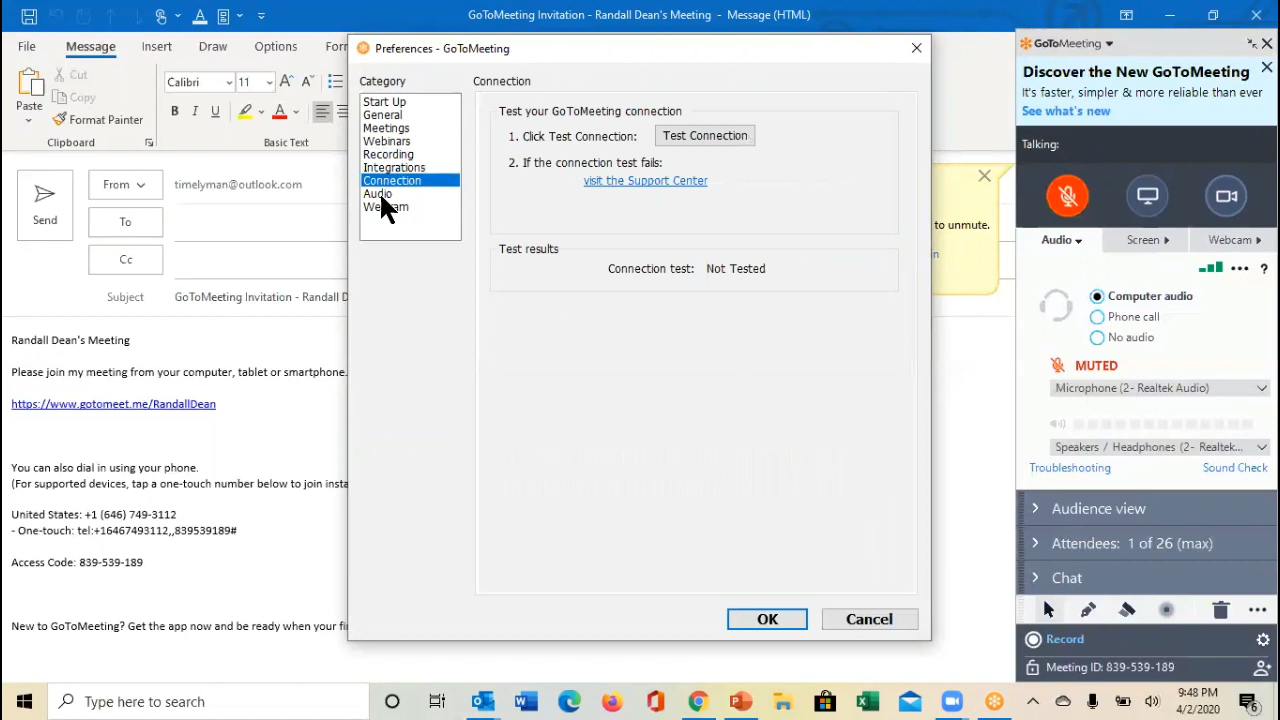 GoToMeeting Invitation - Randall Dean's Meeting - Message (HTML)
File Message Insert Draw Options
Paste
Cut
Copy
Format Painter
Clipboard
Calibri 11
B I U A
Basic Text
Send
From timelyman@outlook.com
To
Cc
Subject GoToMeeting Invitation - Randall D
Randall Dean's Meeting
Please join my meeting from your computer, tablet or smartphone.
https://www.gotomeet.me/RandallDean
You can also dial in using your phone.
(For supported devices, tap a one-touch number below to join insta
United States: +1 (646) 749-3112
- One-touch: tel:+16467493112,,839539189#
Access Code: 839-539-189
New to GoToMeeting? Get the app now and be ready when your fi
Preferences - GoToMeeting
Category
Start Up
General
Meetings
Webinars
Recording
Integrations
Connection
Audio
Webcam
Connection
Test your GoToMeeting connection
1. Click Test Connection: Test Connection
2. If the connection test fails:
visit the Support Center
Test results
Connection test: Not Tested
OK Cancel
to unmute.
GoToMeeting
Discover the New GoToMeeting
It's faster, simpler & more reliable than ever
See what's new
Talking:
Audio Screen Webcam
?
Computer audio
Phone call
No audio
MUTED
Microphone (2- Realtek Audio)
Speakers / Headphones (2- Realtek...
Troubleshooting Sound Check
Audience view
Attendees: 1 of 26 (max)
Chat
Record
Meeting ID: 839-539-189
Type here to search
9:48 PM
4/2/2020
6